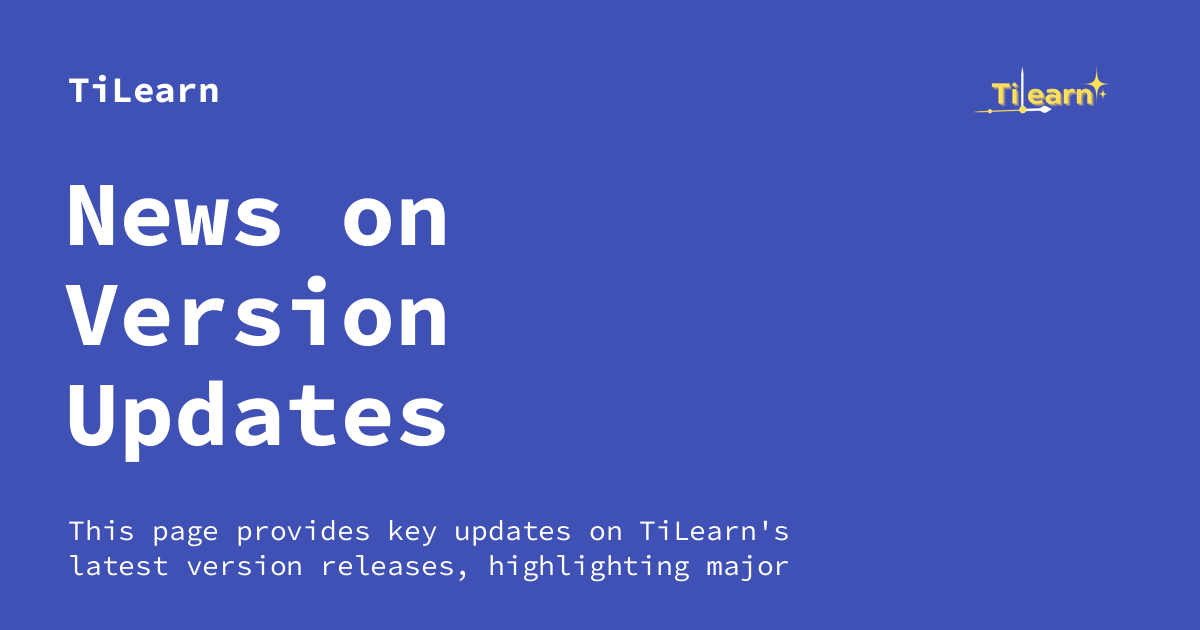 TiLearn
TiLearn
News on
Version
Updates
This page provides key updates on TiLearn's
latest version releases, highlighting major